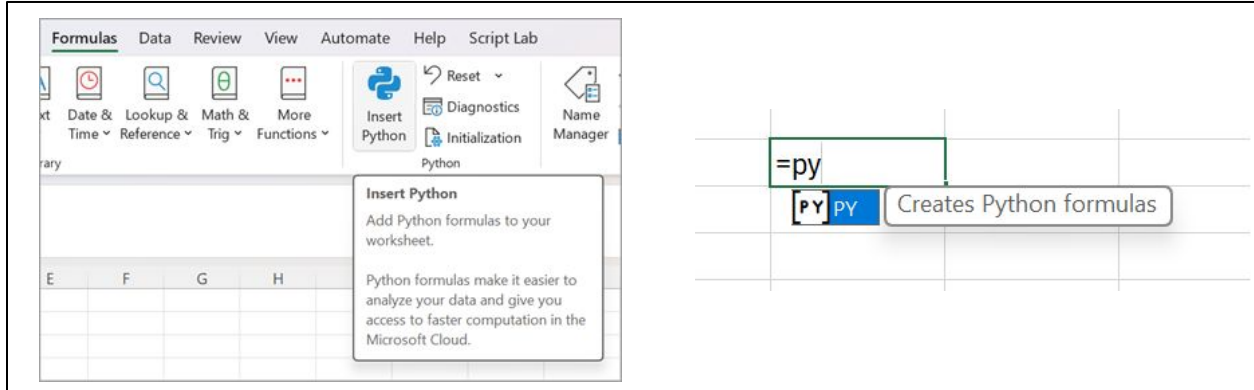 Formulas Data Review View Automate Help Script Lab
Date & Time
Lookup & Reference
Math & Trig
More Functions
Insert Python
Reset
Diagnostics
Initialization
Name Manager
Python
Insert Python
Add Python formulas to your
worksheet.
Python formulas make it easier to
analyze your data and give you
access to faster computation in the
Microsoft Cloud.
E F G H
=py
[PY] PY Creates Python formulas